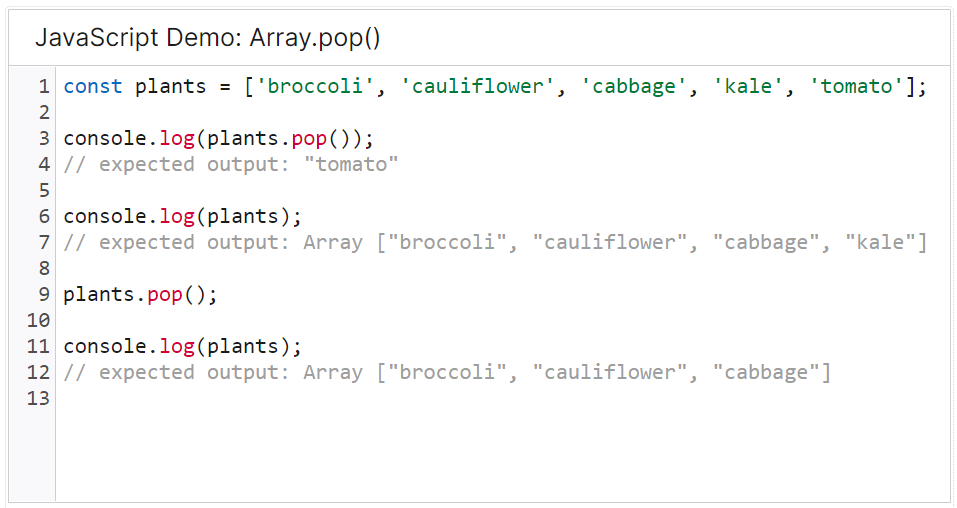 JavaScript Demo: Array.pop()
1 const plants = ['broccoli', 'cauliflower', 'cabbage', 'kale', 'tomato'];
2
3 console.log(plants.pop());
4 // expected output: "tomato"
5
6 console.log(plants);
7 // expected output: Array ["broccoli", "cauliflower", "cabbage", "kale"]
8
9 plants.pop();
10
11 console.log(plants);
12 // expected output: Array ["broccoli", "cauliflower", "cabbage"]
13